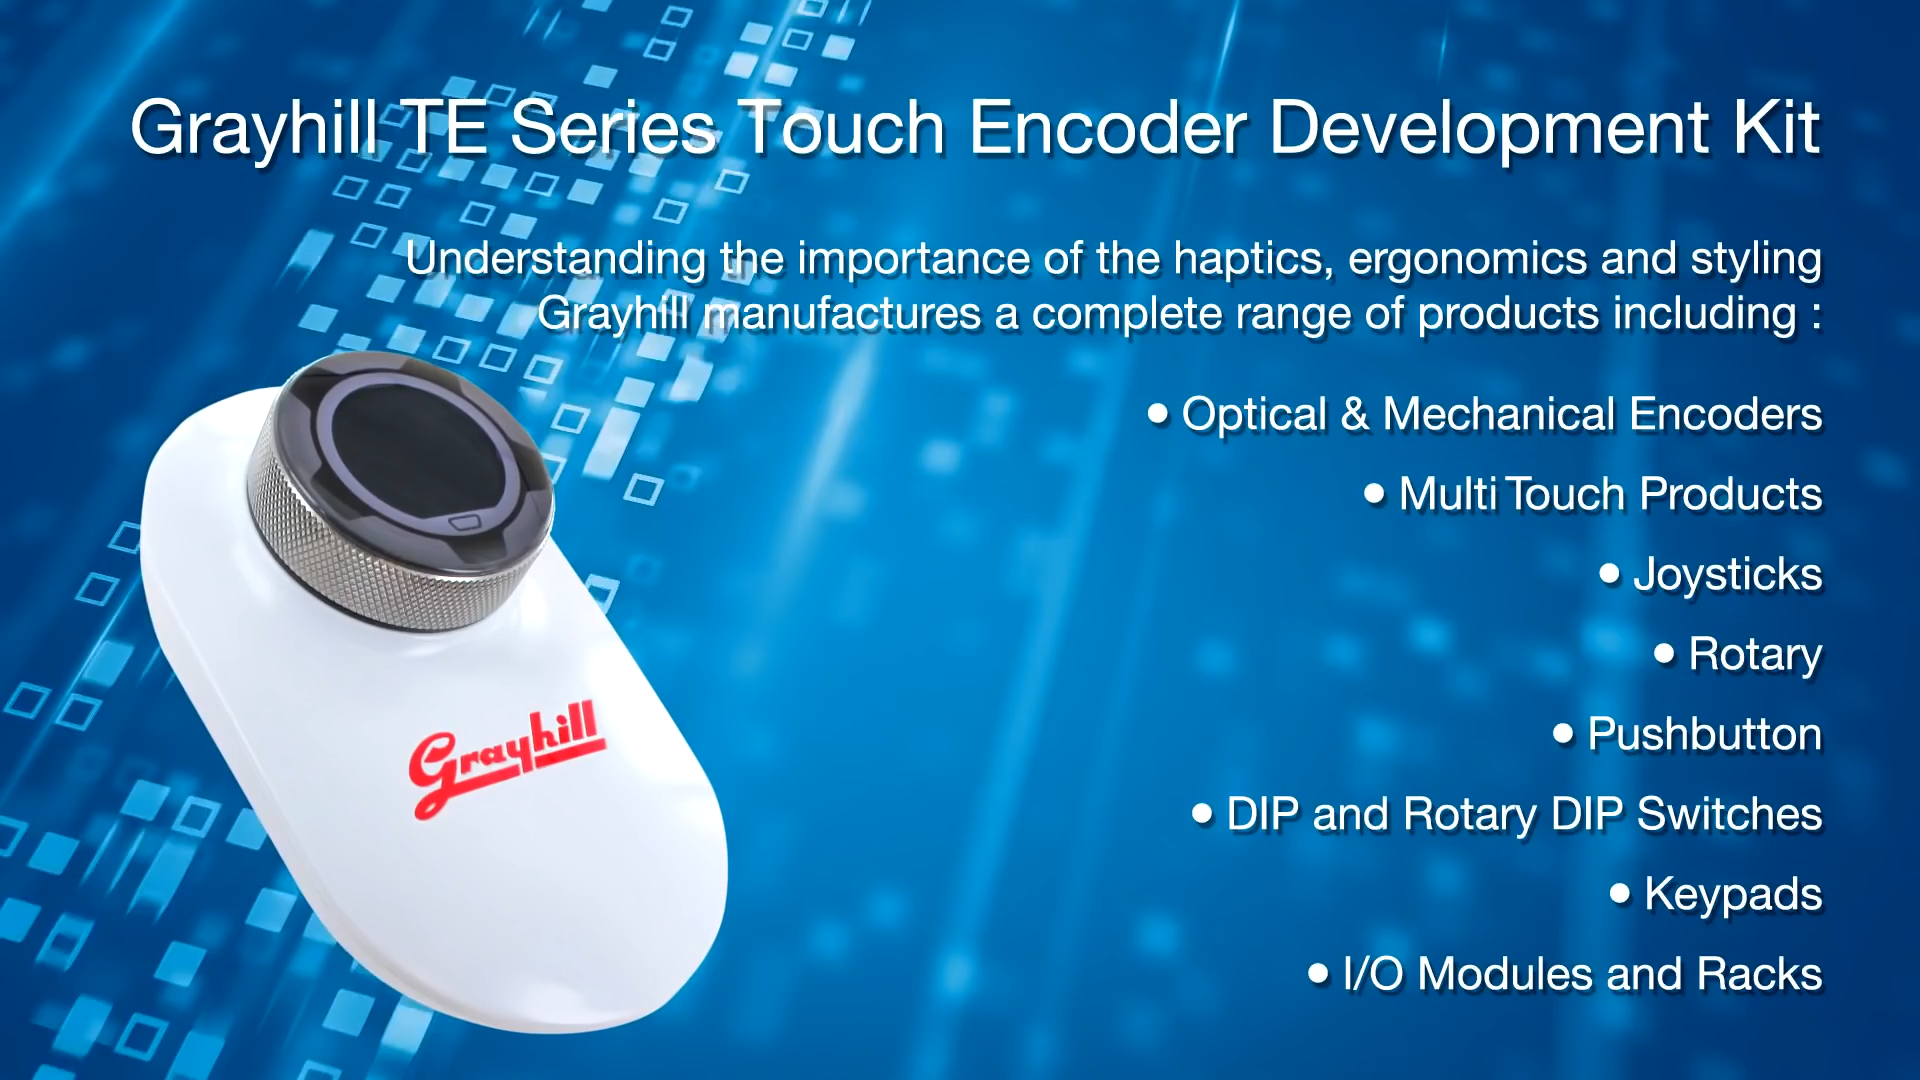 Grayhill TE Series Touch Encoder Development Kit
Understanding the importance of the haptics, ergonomics and styling
Grayhill manufactures a complete range of products including :
• Optical & Mechanical Encoders
• Multi Touch Products
• Joysticks
• Rotary
• Pushbutton
• DIP and Rotary DIP Switches
• Keypads
• I/O Modules and Racks
Grayhill